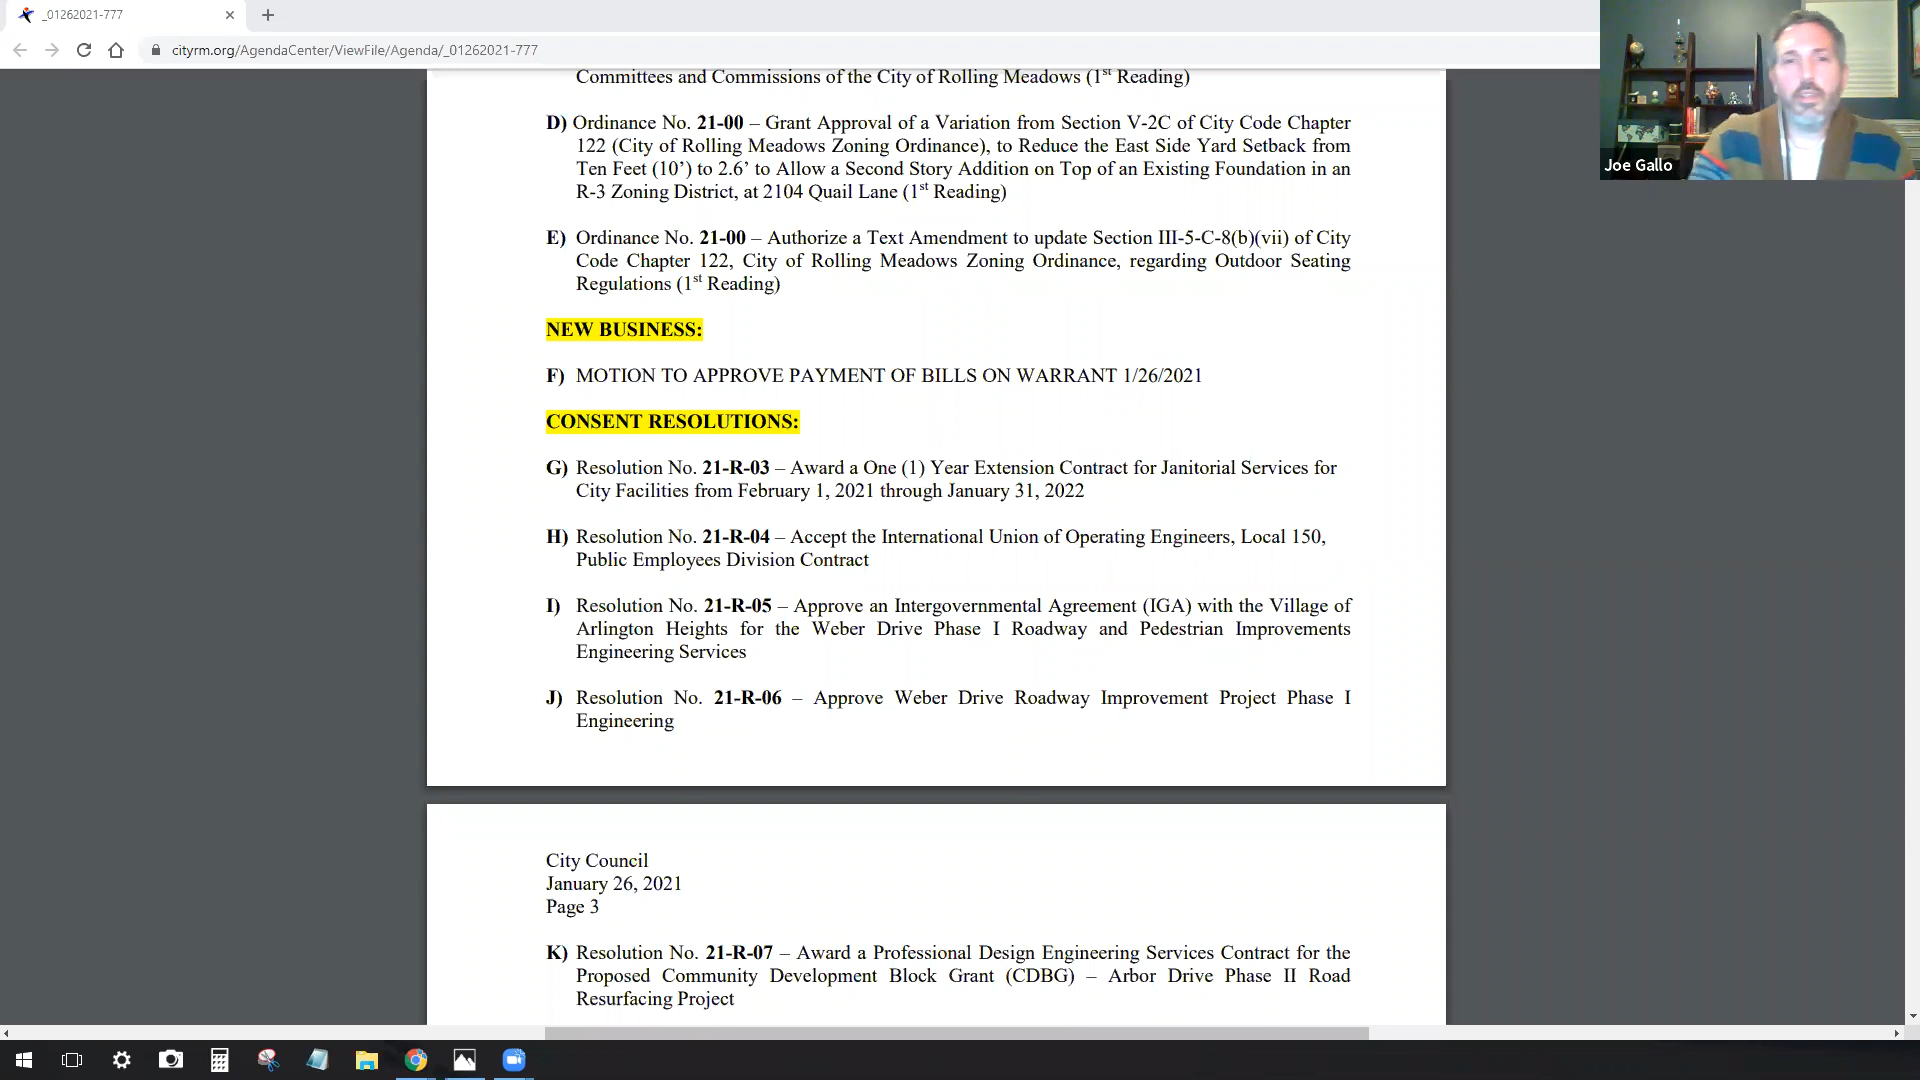 _01262021-777
cityrm.org/AgendaCenter/ViewFile/Agenda/_01262021-777
Joe Gallo
Committees and Commissions of the City of Rolling Meadows (1st Reading)
D) Ordinance No. 21-00 – Grant Approval of a Variation from Section V-2C of City Code Chapter
122 (City of Rolling Meadows Zoning Ordinance), to Reduce the East Side Yard Setback from
Ten Feet (10’) to 2.6’ to Allow a Second Story Addition on Top of an Existing Foundation in an
R-3 Zoning District, at 2104 Quail Lane (1st Reading)
E) Ordinance No. 21-00 – Authorize a Text Amendment to update Section III-5-C-8(b)(vii) of City
Code Chapter 122, City of Rolling Meadows Zoning Ordinance, regarding Outdoor Seating
Regulations (1st Reading)
NEW BUSINESS:
F) MOTION TO APPROVE PAYMENT OF BILLS ON WARRANT 1/26/2021
CONSENT RESOLUTIONS:
G) Resolution No. 21-R-03 – Award a One (1) Year Extension Contract for Janitorial Services for
City Facilities from February 1, 2021 through January 31, 2022
H) Resolution No. 21-R-04 – Accept the International Union of Operating Engineers, Local 150,
Public Employees Division Contract
I) Resolution No. 21-R-05 – Approve an Intergovernmental Agreement (IGA) with the Village of
Arlington Heights for the Weber Drive Phase I Roadway and Pedestrian Improvements
Engineering Services
J) Resolution No. 21-R-06 – Approve Weber Drive Roadway Improvement Project Phase I
Engineering
City Council
January 26, 2021
Page 3
K) Resolution No. 21-R-07 – Award a Professional Design Engineering Services Contract for the
Proposed Community Development Block Grant (CDBG) – Arbor Drive Phase II Road
Resurfacing Project